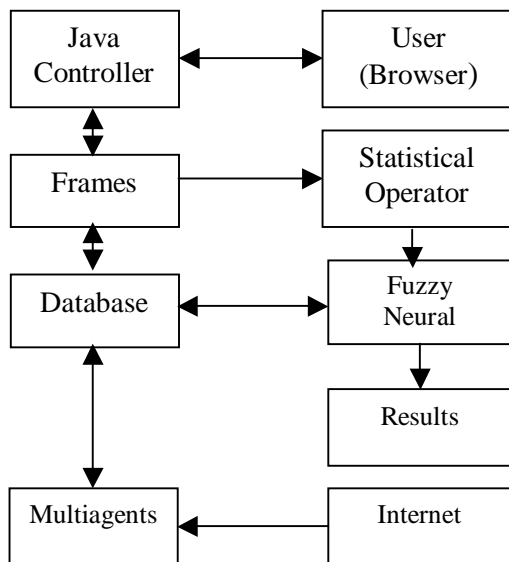 Java
Controller
User
(Browser)
Frames
Statistical
Operator
Database
Fuzzy
Neural
Results
Multiagents
Internet